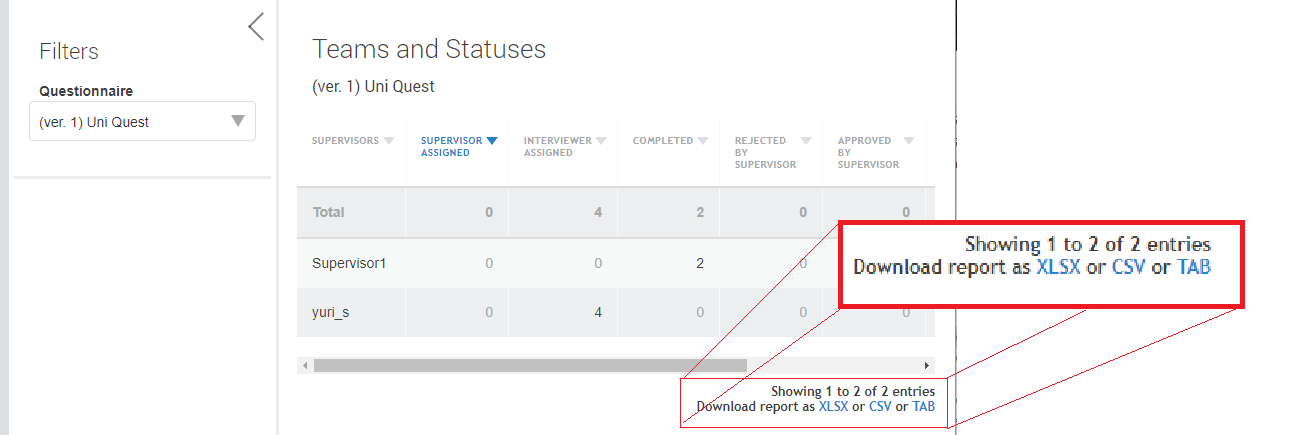 Filters
Questionnaire
(ver. 1) Uni Quest
Teams and Statuses
(ver. 1) Uni Quest
SUPERVISORS SUPERVISOR ASSIGNED INTERVIEWER ASSIGNED COMPLETED REJECTED BY SUPERVISOR APPROVED BY SUPERVISOR
Total 0 4 2 0 0
Supervisor1 0 0 2 0
yuri_s 0 4 0 0 0
Showing 1 to 2 of 2 entries
Download report as XLSX or CSV or TAB
Showing 1 to 2 of 2 entries
Download report as XLSX or CSV or TAB